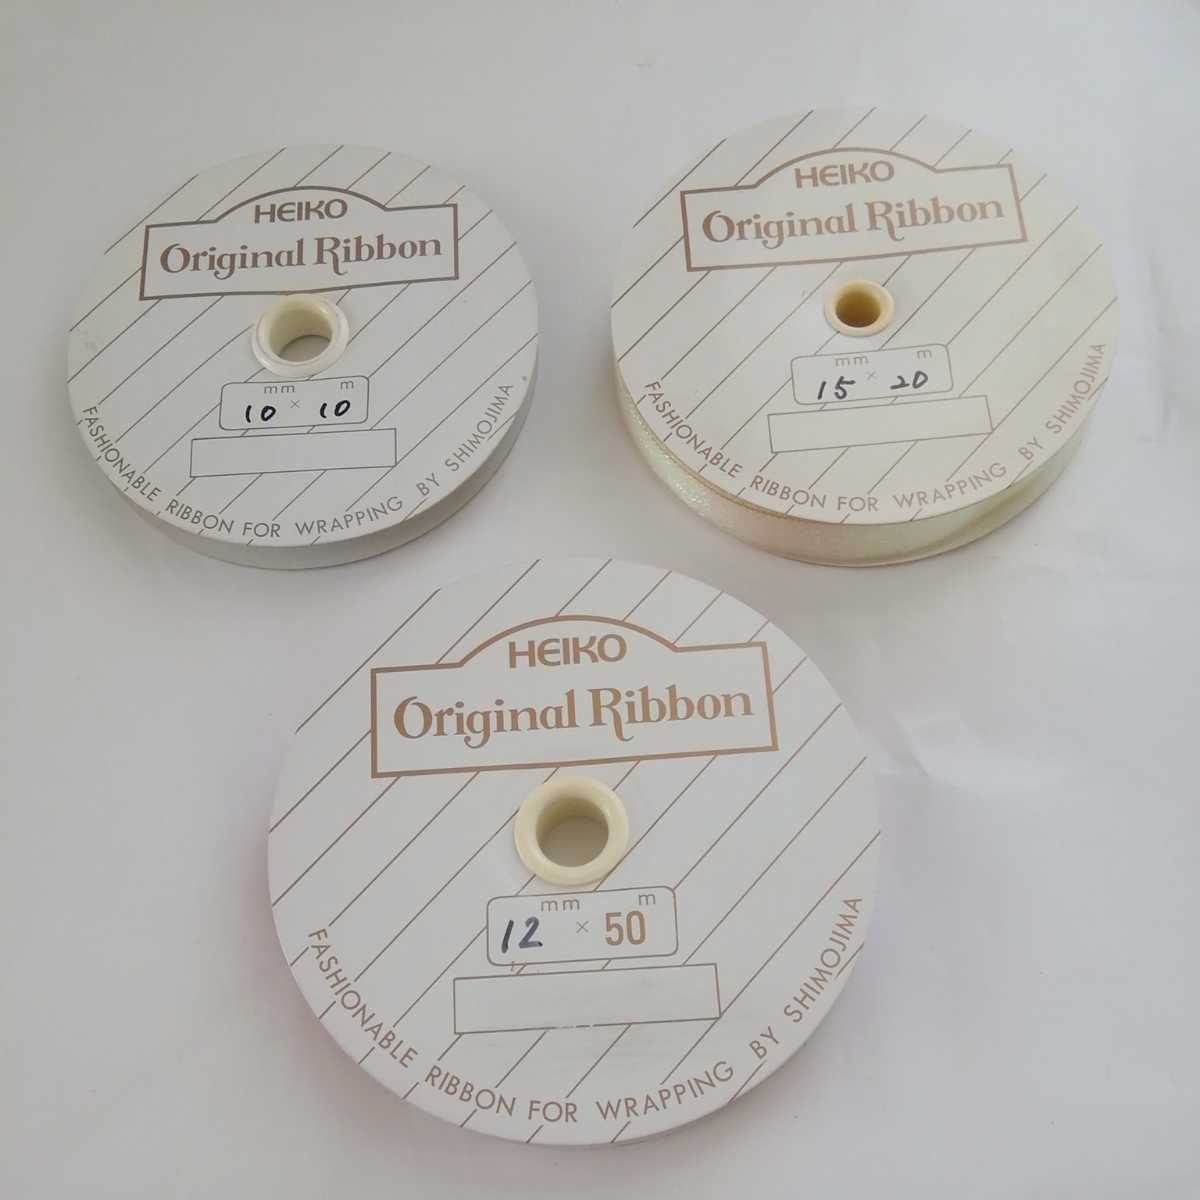 HEIKO
Original Ribbon
mm m
10 × 10
FASHIONABLE RIBBON FOR WRAPPING BY SHIMOJIMA
HEIKO
Original Ribbon
mm m
15 × 20
FASHIONABLE RIBBON FOR WRAPPING BY SHIMOJIMA
HEIKO
Original Ribbon
mm m
12 × 50
FASHIONABLE RIBBON FOR WRAPPING BY SHIMOJIMA